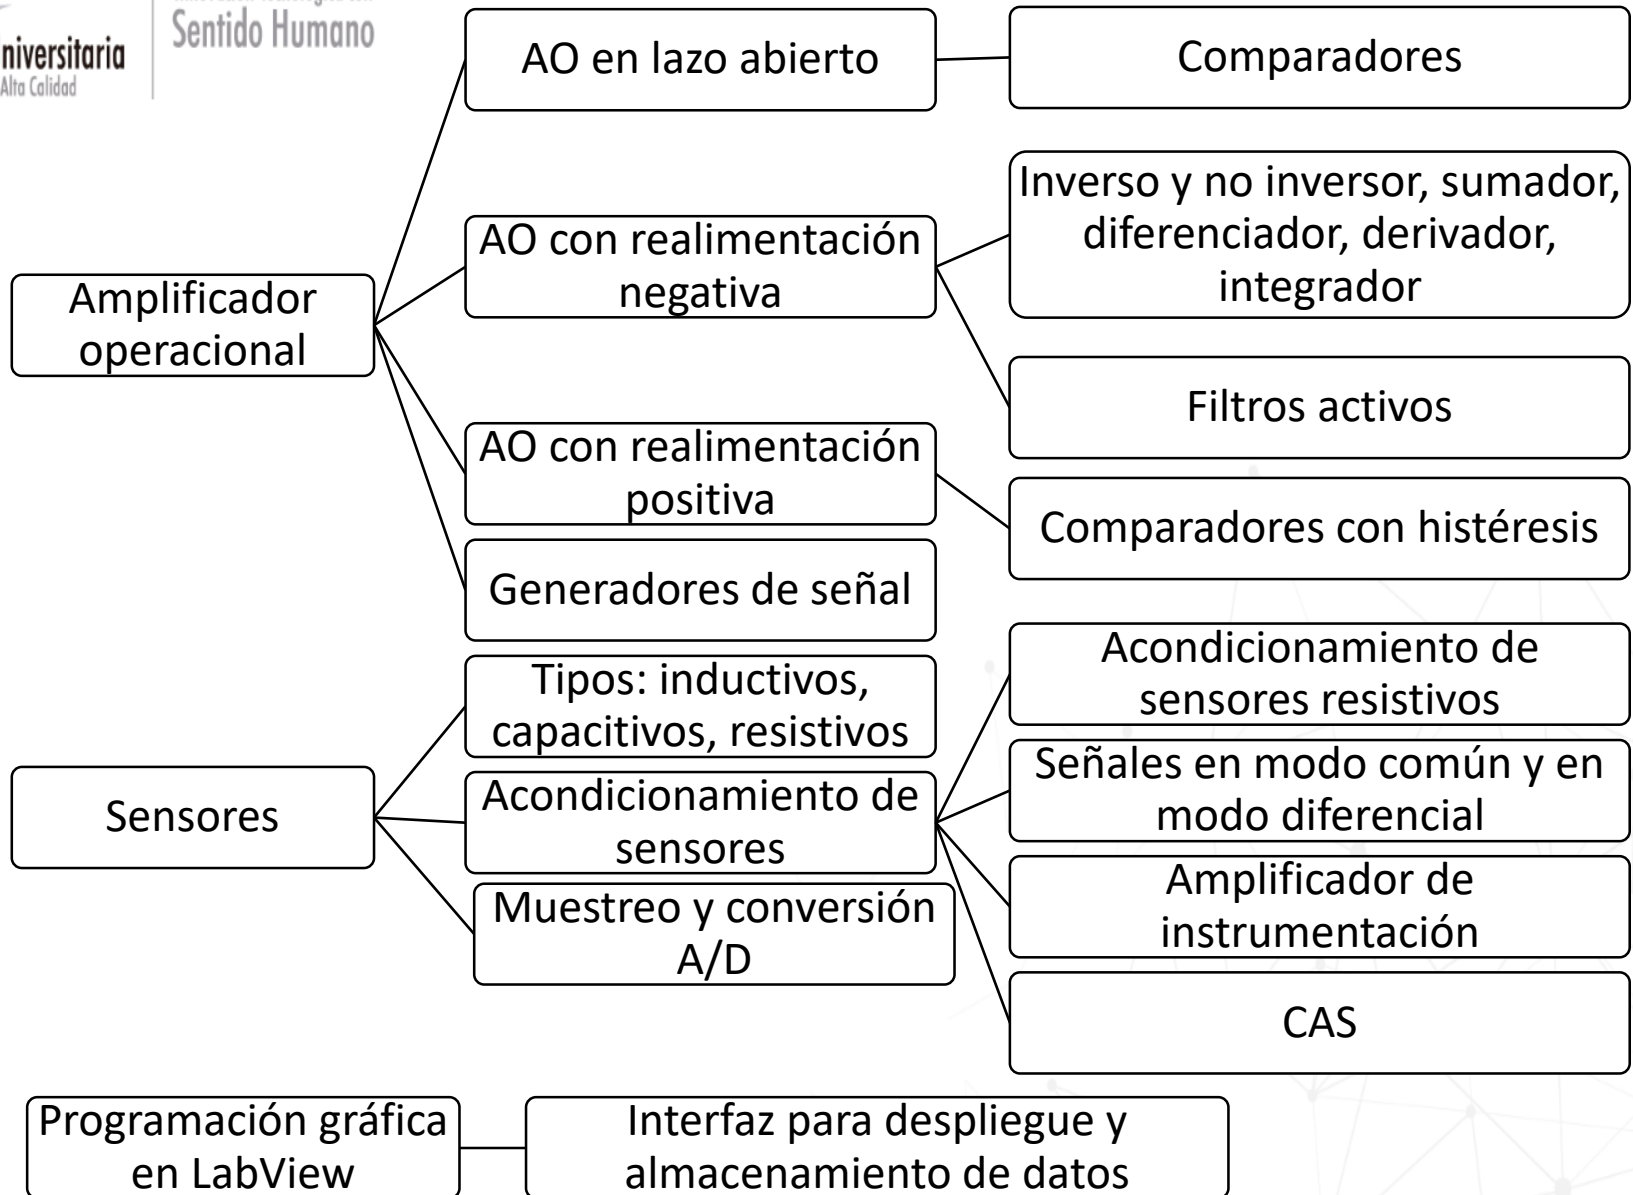 niversitaria
Alta Calidad
Sentido Humano
AO en lazo abierto
Comparadores
Amplificador
operacional
AO con realimentación
negativa
Inverso y no inversor, sumador,
diferenciador, derivador,
integrador
Filtros activos
AO con realimentación
positiva
Comparadores con histéresis
Generadores de señal
Sensores
Tipos: inductivos,
capacitivos, resistivos
Acondicionamiento de
sensores
Acondicionamiento de
sensores resistivos
Señales en modo común y en
modo diferencial
Amplificador de
instrumentación
CAS
Muestreo y conversión
A/D
Programación gráfica
en LabView
Interfaz para despliegue y
almacenamiento de datos